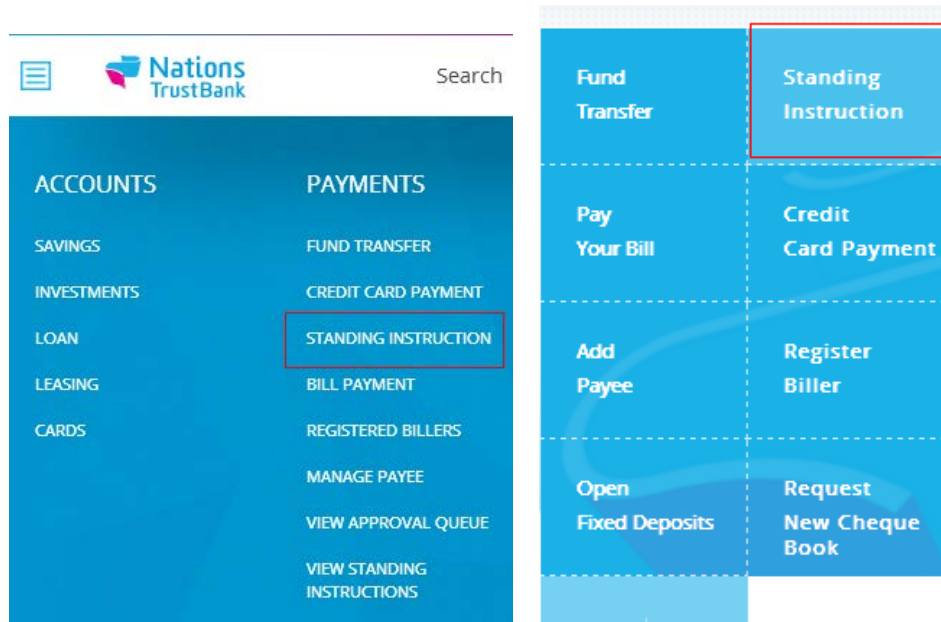 Nations
TrustBank
Search
ACCOUNTS
SAVINGS
INVESTMENTS
LOAN
LEASING
CARDS
PAYMENTS
FUND TRANSFER
CREDIT CARD PAYMENT
STANDING INSTRUCTION
BILL PAYMENT
REGISTERED BILLERS
MANAGE PAYEE
VIEW APPROVAL QUEUE
VIEW STANDING
INSTRUCTIONS
Fund
Transfer
Standing
Instruction
Pay
Your Bill
Credit
Card Payment
Add
Payee
Register
Biller
Open
Fixed Deposits
Request
New Cheque
Book